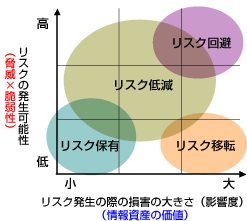 高
リスク回避
リスクの発生可能性
(脅威×脆弱性)
リスク低減
リスク保有
リスク移転
低
小
大
リスク発生の際の損害の大きさ（影響度）
（情報資産の価値）